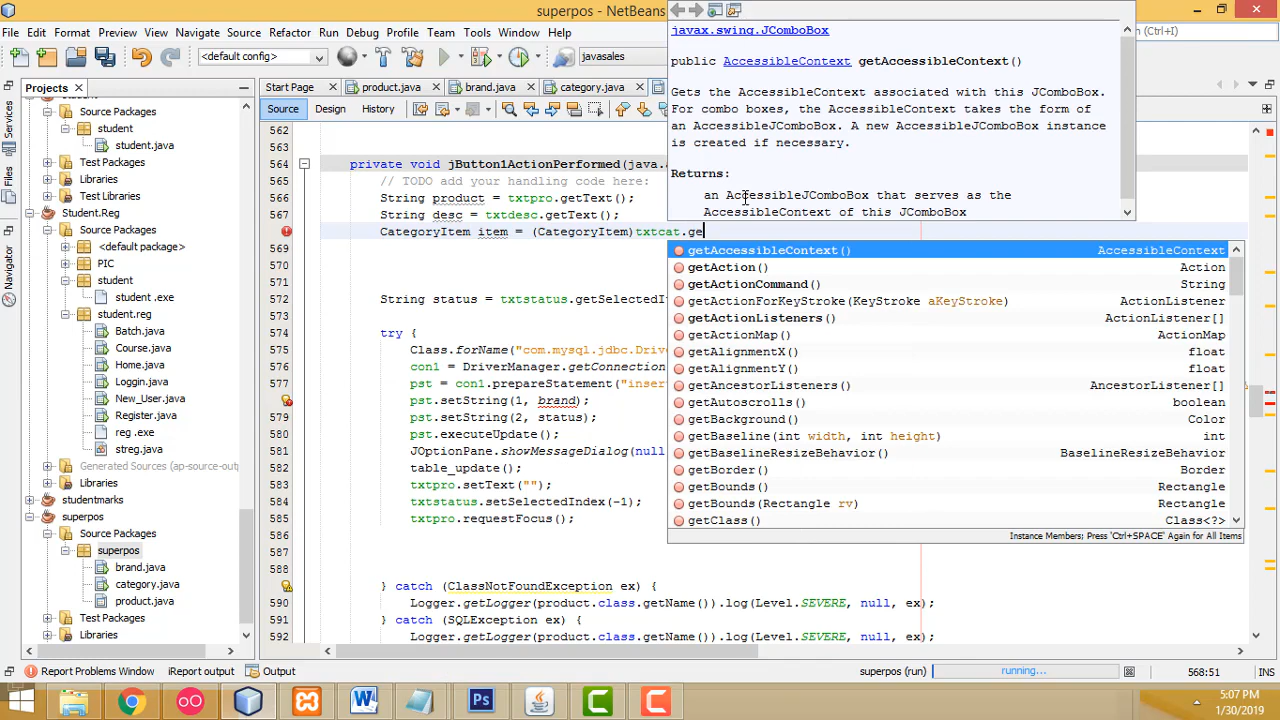 superpos - NetBeans
File Edit View Navigate Source Refactor Run Debug Profile Team Tools Window Help
<default config>
javasales
(Ctrl+I)
Projects
Services
Files
Navigator
Source Packages
student
student.java
Test Packages
Libraries
Test Libraries
Student.Reg
Source Packages
<default package>
PIC
student
student .exe
student.reg
Batch.java
Course.java
Home.java
Loggin.java
New_User.java
Register.java
reg .exe
streg.java
Generated Sources (ap-source-out
Libraries
studentmarks
superpos
Source Packages
superpos
brand.java
category.java
product.java
Test Packages
Libraries
Start Page product.java brand.java category.java
Source Design History
562
563
564 private void jButton1ActionPerformed(java.a
565 // TODO add your handling code here:
566 String product = txtpro.getText();
567 String desc = txtdesc.getText();
CategoryItem item = (CategoryItem)txtcat.ge
570
571
572 String status = txtstatus.getSelectedI
574 try {
575 Class.forName("com.mysql.jdbc.Drive
576 con1 = DriverManager.getConnection
577 pst = con1.prepareStatement("inser
pst.setString(1, brand);
579 pst.setString(2, status);
580 pst.executeUpdate();
581 JOptionPane.showMessageDialog(null
582 table_update();
583 txtpro.setText("");
584 txtstatus.setSelectedIndex(-1);
585 txtpro.requestFocus();
586
587
588
} catch (ClassNotFoundException ex) {
590 Logger.getLogger(product.class.getName()).log(Level.SEVERE, null, ex);
591 } catch (SQLException ex) {
592 Logger.getLogger(product.class.getName()).log(Level.SEVERE, null, ex);
javax.swing.JComboBox
public AccessibleContext getAccessibleContext()
Gets the AccessibleContext associated with this JComboBox.
For combo boxes, the AccessibleContext takes the form of
an AccessibleJComboBox. A new AccessibleJComboBox instance
is created if necessary.
Returns:
an AccessibleJComboBox that serves as the
AccessibleContext of this JComboBox
getAccessibleContext() AccessibleContext
getAction() Action
getActionCommand() String
getActionForKeyStroke(KeyStroke aKeyStroke) ActionListener
getActionListeners() ActionListener[]
getActionMap() ActionMap
getAlignmentX() float
getAlignmentY() float
getAncestorListeners() AncestorListener[]
getAutoscrolls() boolean
getBackground() Color
getBaseline(int width, int height) int
getBaselineResizeBehavior() BaselineResizeBehavior
getBorder() Border
getBounds() Rectangle
getBounds(Rectangle rv) Rectangle
getClass() Class<?>
Instance Members; Press 'Ctrl+SPACE' Again for All Items
Report Problems Window iReport output Output
superpos (run) running... 568:51 INS
5:07 PM
1/30/2019